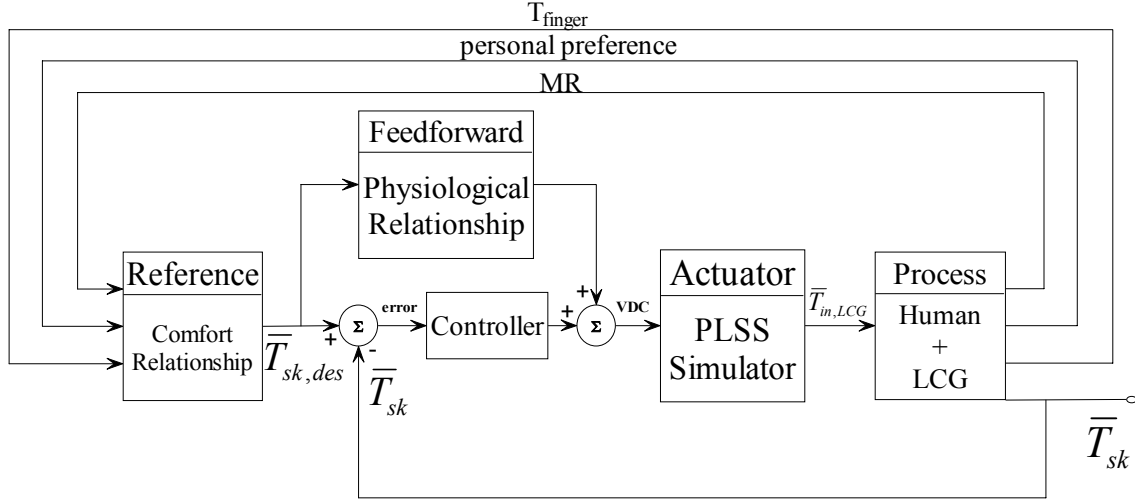 T_finger
personal preference
MR
Feedforward
Physiological
Relationship
Reference
Comfort
Relationship
T̅_sk,des
+
Σ
-
error
T̅_sk
Controller
+
+
Σ
VDC
Actuator
PLSS
Simulator
T̅_in,LCG
Process
Human
+
LCG
T̅_sk